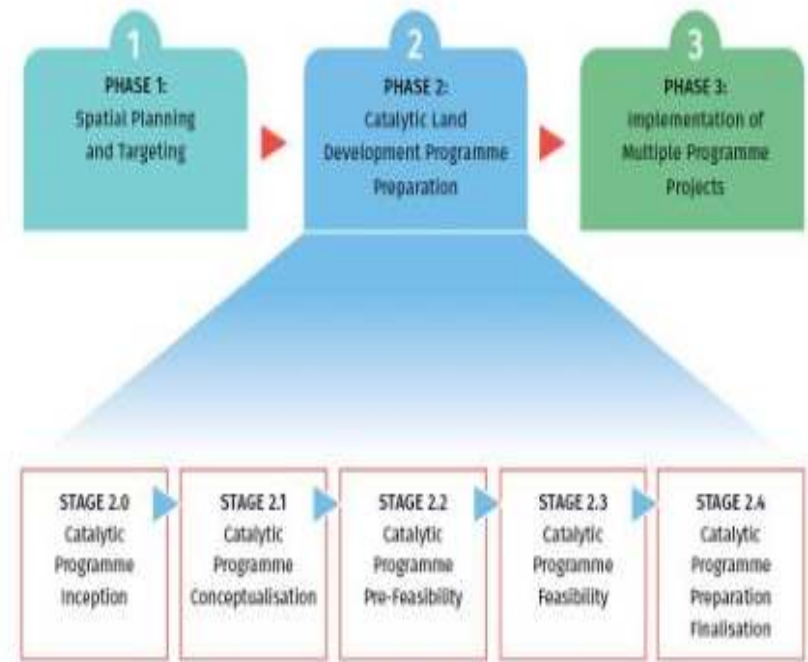 1
PHASE 1:
Spatial Planning
and Targeting
2
PHASE 2:
Catalytic Land
Development Programme
Preparation
3
PHASE 3:
Implementation of
Multiple Programme
Projects
STAGE 2.0
Catalytic
Programme
Inception
STAGE 2.1
Catalytic
Programme
Conceptualisation
STAGE 2.2
Catalytic
Programme
Pre-Feasibility
STAGE 2.3
Catalytic
Programme
Feasibility
STAGE 2.4
Catalytic
Programme
Preparation
Finalisation